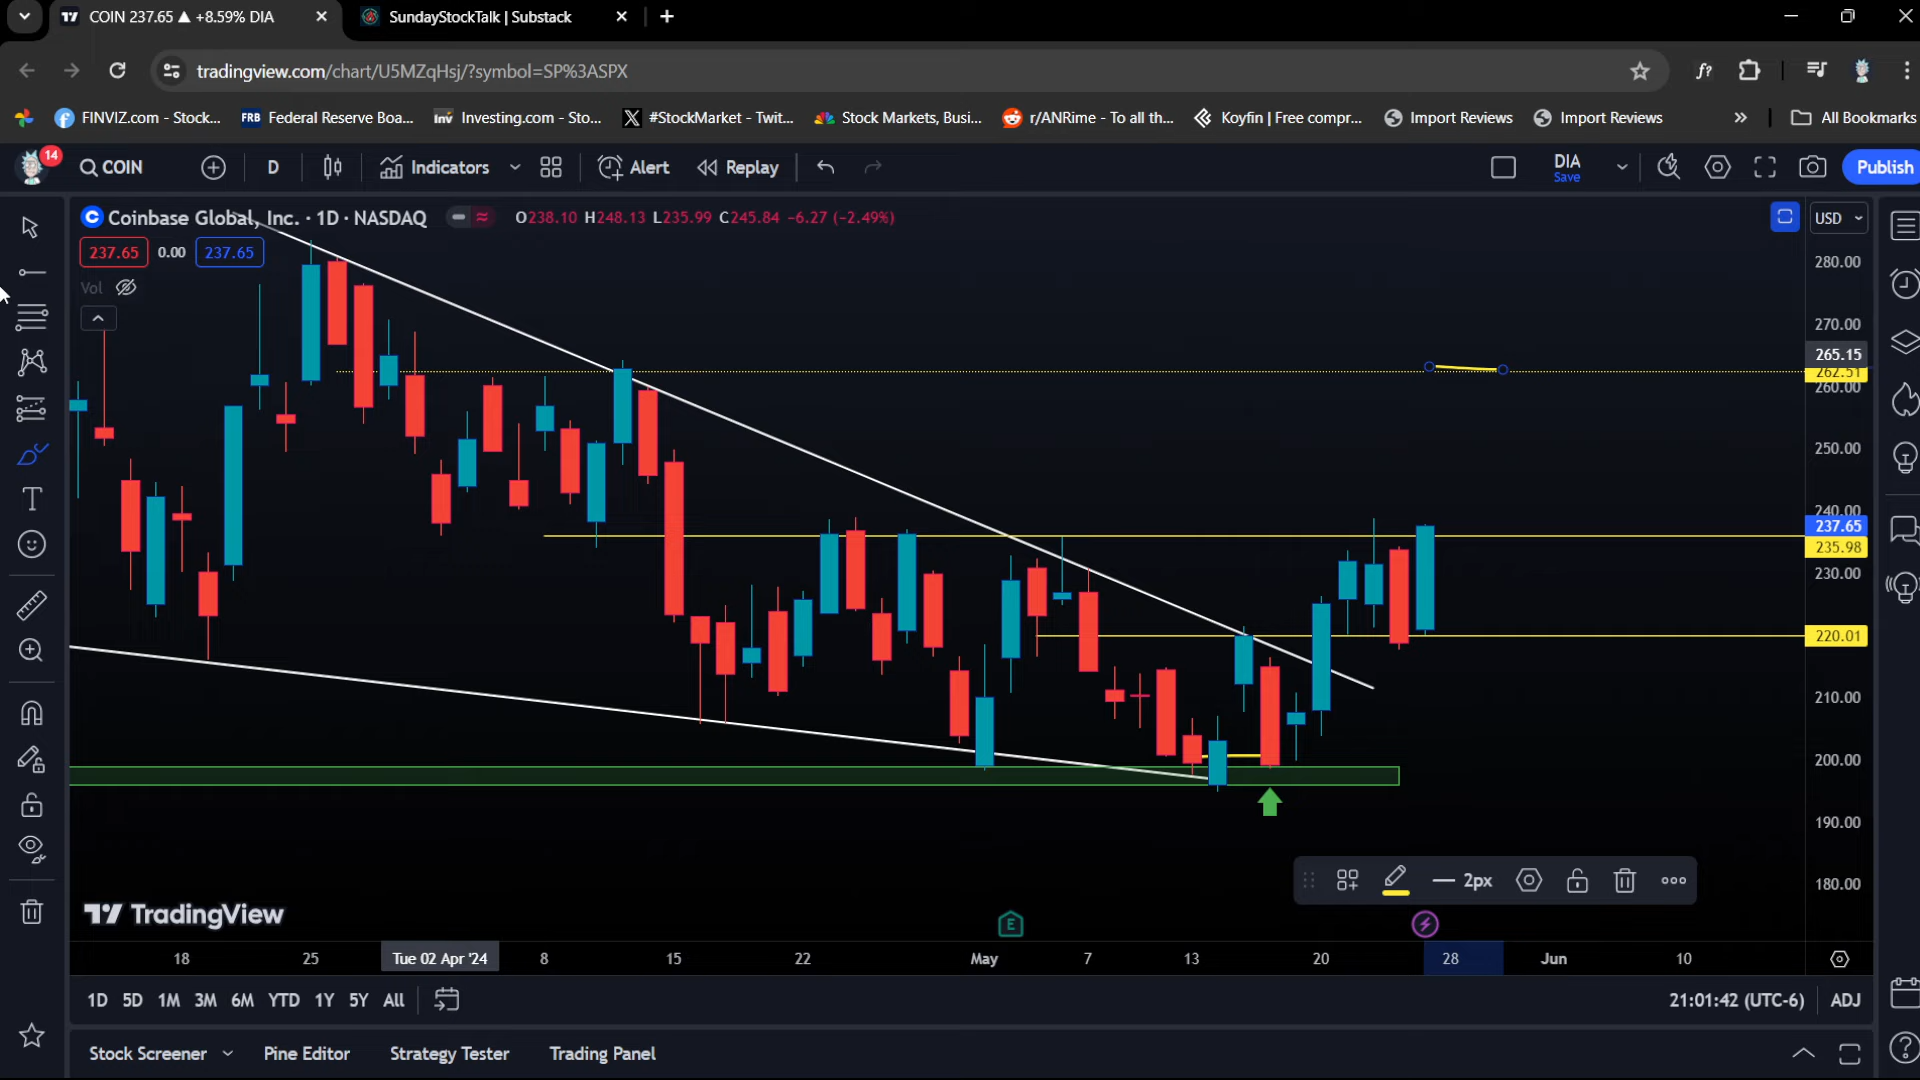 COIN 237.65 ▲ +8.59% DIA
SundayStockTalk | Substack
tradingview.com/chart/U5MZqHsj/?symbol=SP%3ASPX
FINVIZ.com - Stock...
FRB Federal Reserve Boa...
Inv Investing.com - Sto...
#StockMarket - Twit...
Stock Markets, Busi...
r/ANRime - To all th...
Koyfin | Free compr...
Import Reviews
Import Reviews
All Bookmarks
14
COIN
D
Indicators
Alert
Replay
DIA
Save
Publish
Coinbase Global, Inc. · 1D · NASDAQ
O238.10 H248.13 L235.99 C245.84 -6.27 (-2.49%)
USD
237.65 0.00 237.65
Vol
280.00
270.00
265.15
262.51
260.00
250.00
240.00
237.65
235.98
230.00
220.01
210.00
200.00
190.00
180.00
2px
TradingView
E
18 25 Tue 02 Apr '24 8 15 22 May 7 13 20 28 Jun 10
1D 5D 1M 3M 6M YTD 1Y 5Y All
21:01:42 (UTC-6) ADJ
Stock Screener Pine Editor Strategy Tester Trading Panel